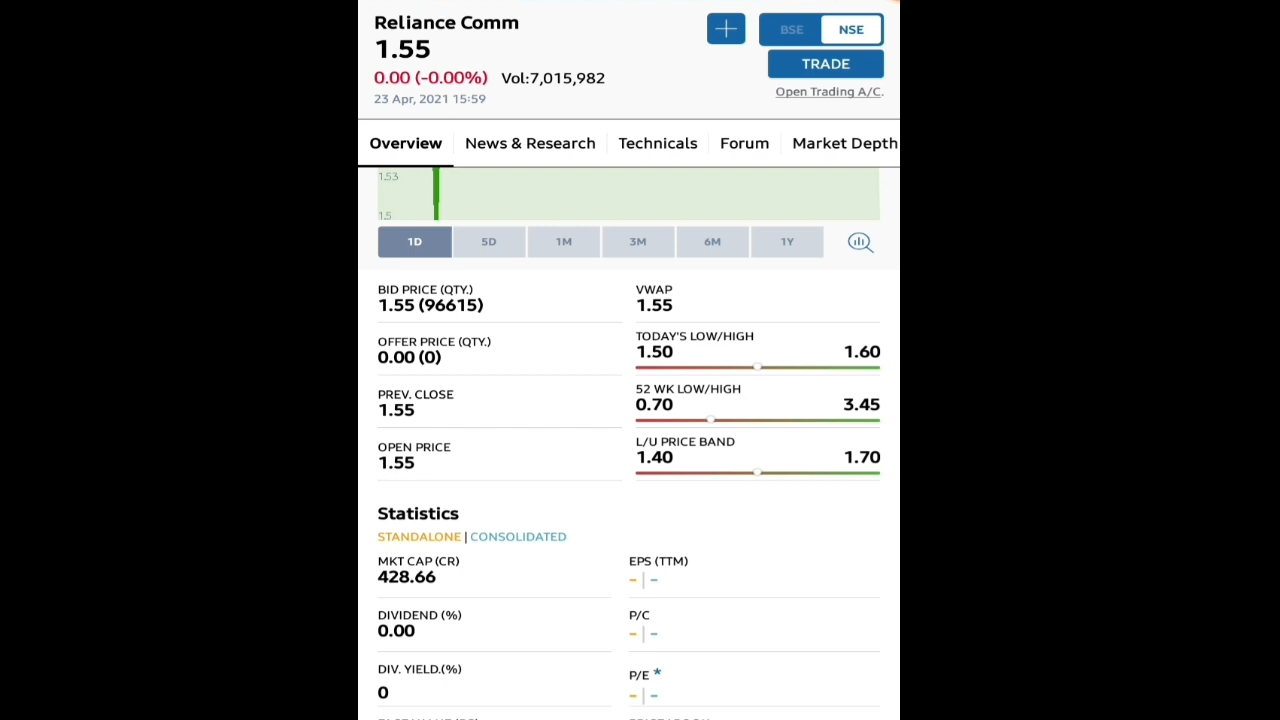 Reliance Comm
1.55
0.00 (-0.00%) Vol:7,015,982
23 Apr, 2021 15:59
BSE NSE
TRADE
Open Trading A/C.
Overview News & Research Technicals Forum Market Depth
1.53
1.5
1D 5D 1M 3M 6M 1Y
BID PRICE (QTY.)
1.55 (96615)
OFFER PRICE (QTY.)
0.00 (0)
PREV. CLOSE
1.55
OPEN PRICE
1.55
VWAP
1.55
TODAY'S LOW/HIGH
1.50 1.60
52 WK LOW/HIGH
0.70 3.45
L/U PRICE BAND
1.40 1.70
Statistics
STANDALONE | CONSOLIDATED
MKT CAP (CR)
428.66
EPS (TTM)
- | -
DIVIDEND (%)
0.00
P/C
- | -
DIV. YIELD.(%)
0
P/E *
- | -